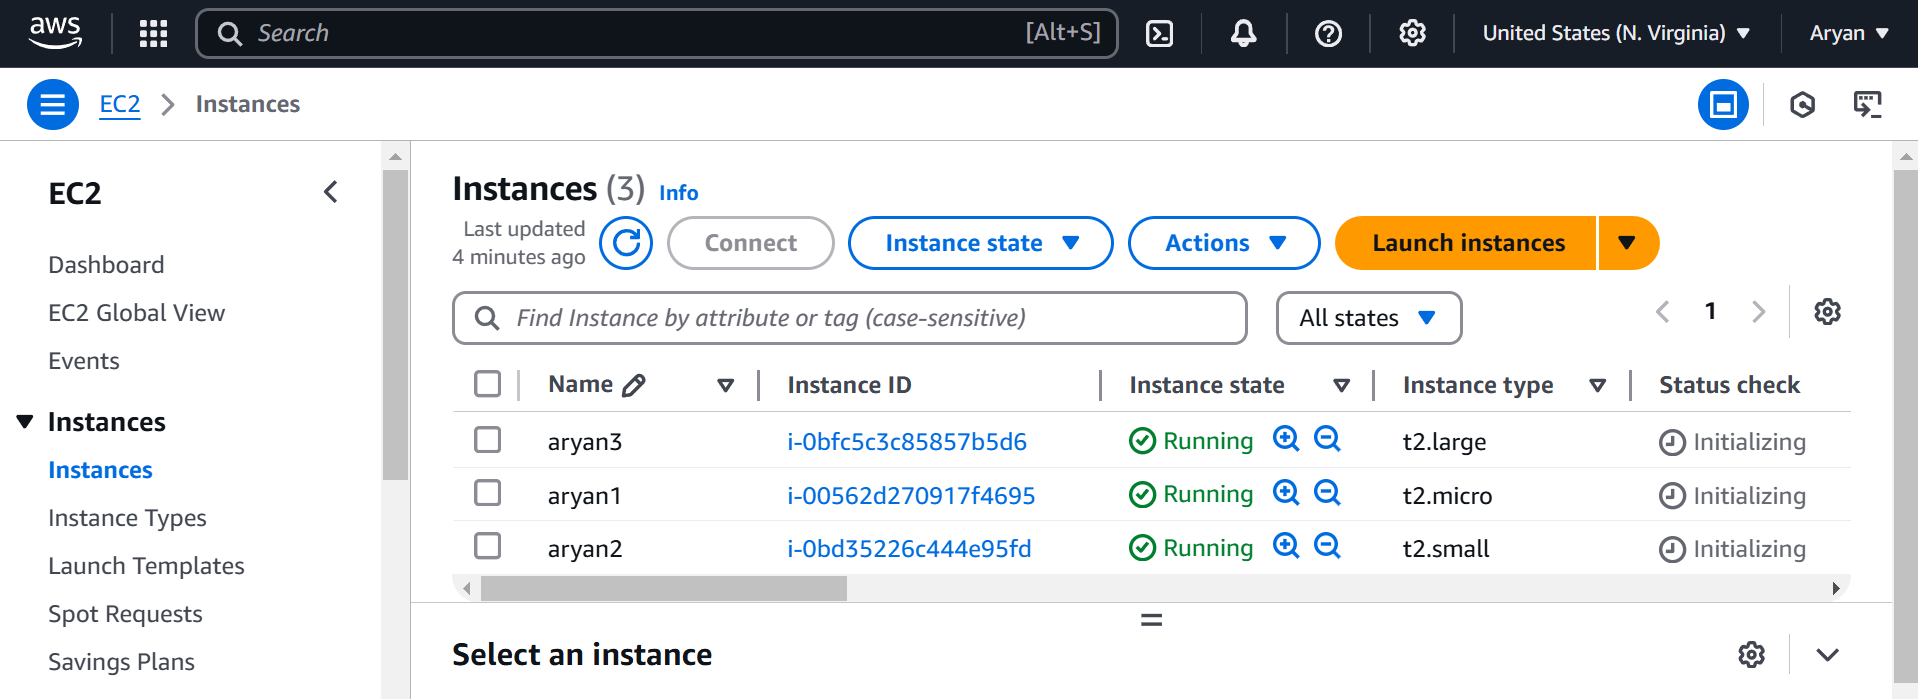 aws
Search [Alt+S]
United States (N. Virginia)
Aryan
EC2 Instances
EC2
Dashboard
EC2 Global View
Events
Instances
Instances
Instance Types
Launch Templates
Spot Requests
Savings Plans
Instances (3) Info
Last updated
4 minutes ago
Connect
Instance state
Actions
Launch instances
Find Instance by attribute or tag (case-sensitive)
All states
1
Name Instance ID Instance state Instance type Status check
aryan3 i-0bfc5c3c85857b5d6 Running t2.large Initializing
aryan1 i-00562d270917f4695 Running t2.micro Initializing
aryan2 i-0bd35226c444e95fd Running t2.small Initializing
Select an instance